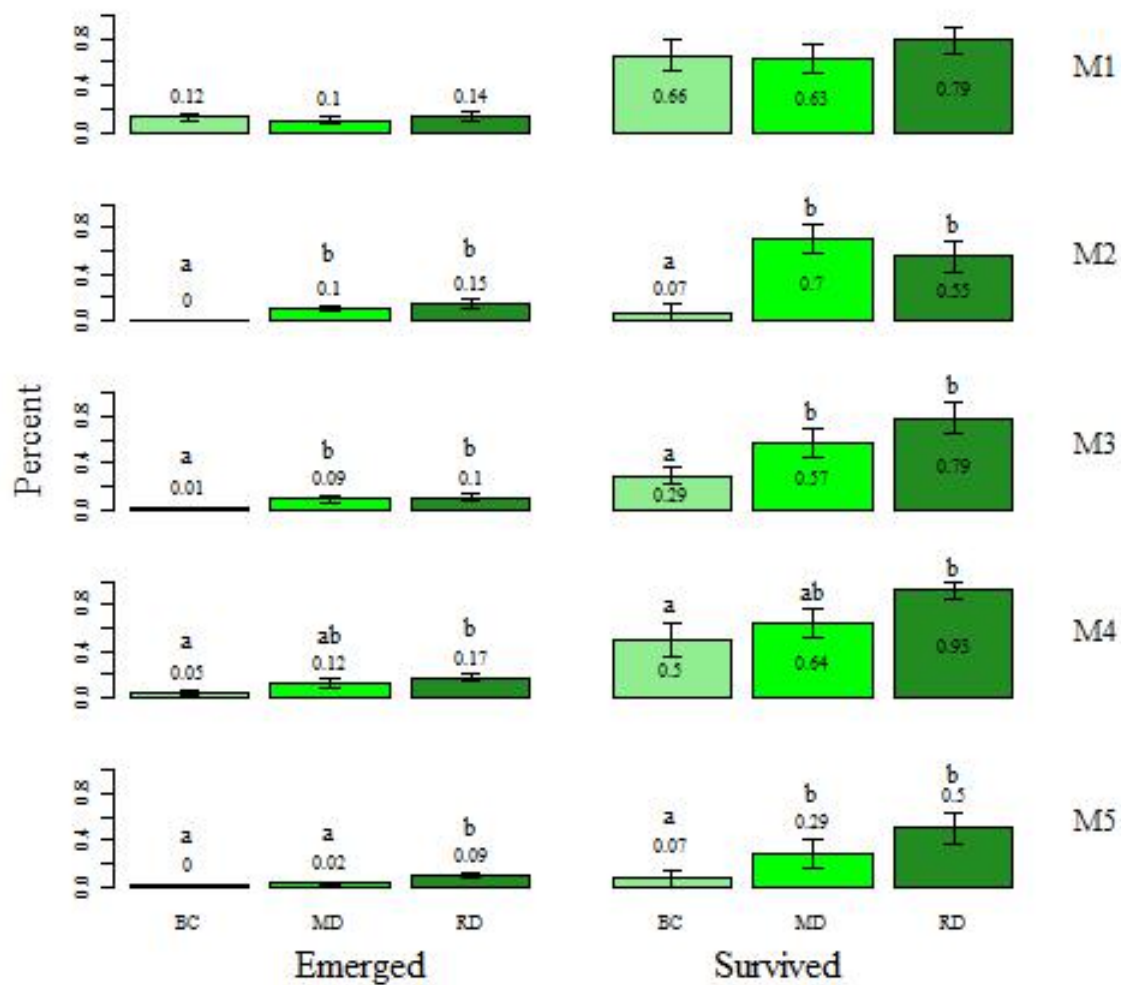 0.0 0.4 0.8
0.12 0.1 0.14
0.66 0.63 0.79
M1
0.0 0.4 0.8
a b b
0 0.1 0.15
a b b
0.07 0.7 0.55
M2
Percent
0.0 0.4 0.8
a b b
0.01 0.09 0.1
a b b
0.29 0.57 0.79
M3
0.0 0.4 0.8
a ab b
0.05 0.12 0.17
a ab b
0.5 0.64 0.93
M4
0.0 0.4 0.8
a a b
0 0.02 0.09
a b b
0.07 0.29 0.5
M5
BC MD RD
BC MD RD
Emerged Survived